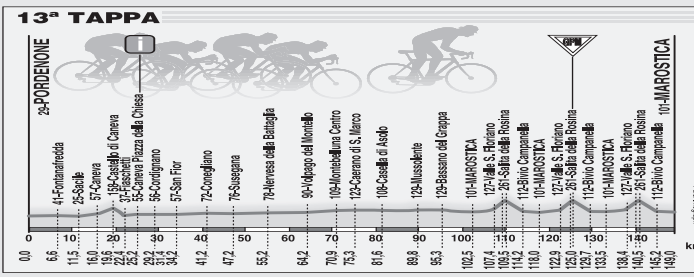 13ª TAPPA
i
GPM
29-PORDENONE
41-Fontanafredda
25-Sacile
57-Caneva
158-Castello di Caneva
37-Fiaschetti
55-Caneva Piazza della Chiesa
56-Cordignano
57-San Fior
72-Conegliano
76-Susegana
78-Nervesa della Battaglia
90-Volpago del Montello
109-Montebelluna Centro
123-Caerano di S. Marco
108-Casella di Asolo
129-Mussolente
129-Bassano del Grappa
101-MAROSTICA
127-Valle S. Floriano
261-Salita della Rosina
112-Bivio Campanella
101-MAROSTICA
127-Valle S. Floriano
261-Salita della Rosina
112-Bivio Campanella
101-MAROSTICA
127-Valle S. Floriano
261-Salita della Rosina
112-Bivio Campanella
101-MAROSTICA
0 10 20 30 40 50 60 70 80 90 100 110 120 130 140 150
km
0,0 6,6 11,5 16,0 19,6 22,4 25,2 29,2 31,4 34,2 41,2 47,2 55,2 64,2 70,9 75,3 81,6 89,8 95,3 102,5 107,4 109,5 114,2 118,0 122,9 125,0 129,7 133,5 138,4 140,5 145,2 149,0